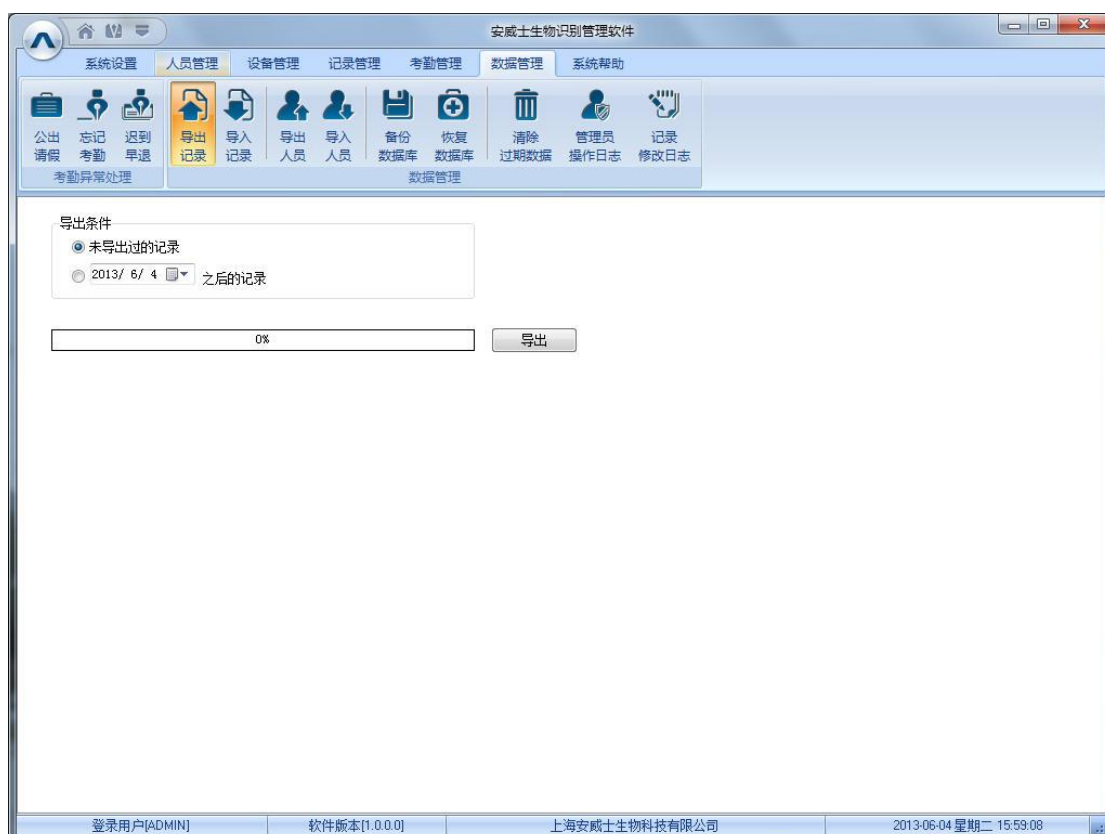 安威士生物识别管理软件
系统设置 人员管理 设备管理 记录管理 考勤管理 数据管理 系统帮助
公出 忘记 迟到 导出 导入 导出 导入 备份 恢复 清除 管理员 记录
请假 考勤 早退 记录 记录 人员 人员 数据库 数据库 过期数据 操作日志 修改日志
考勤异常处理 数据管理
导出条件
未导出过的记录
2013/ 6/ 4 之后的记录
0% 导出
登录用户[ADMIN] 软件版本[1.0.0.0] 上海安威士生物科技有限公司 2013-06-04 星期二 15:59:08